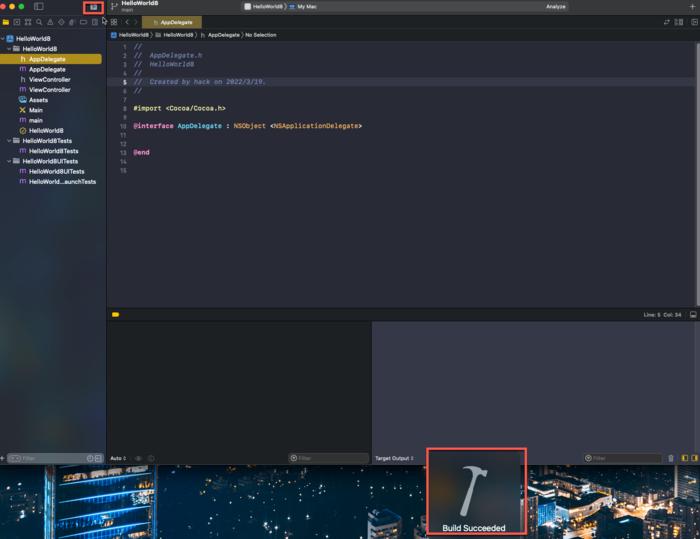 HelloWorld8
main
HelloWorld8 〉 My Mac
Analyze
AppDelegate
HelloWorld8 〉 HelloWorld8 〉 h AppDelegate 〉 No Selection
HelloWorld8
HelloWorld8
h AppDelegate
m AppDelegate
h ViewController
m ViewController
Assets
Main
m main
HelloWorld8
HelloWorld8Tests
m HelloWorld8Tests
HelloWorld8UITests
m HelloWorld8UITests
m HelloWorld...aunchTests
1 //
2 // AppDelegate.h
3 // HelloWorld8
4 //
5 // Created by hack on 2022/3/19.
6 //
7
8 #import <Cocoa/Cocoa.h>
9
10 @interface AppDelegate : NSObject <NSApplicationDelegate>
11
12
13 @end
14
15
Line: 5 Col: 34
Filter
Auto
Filter
Target Output
Filter
Build Succeeded